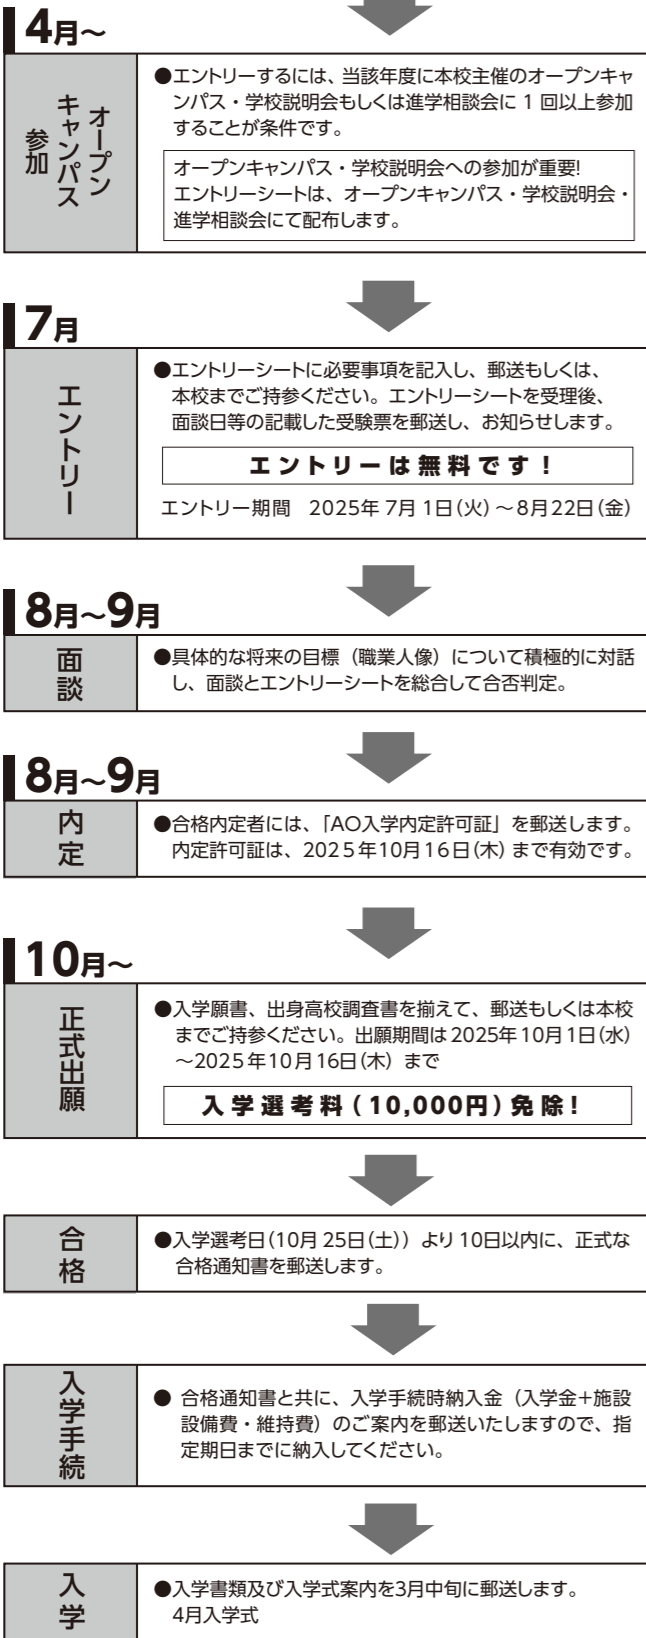 4月～
オープン
キャンパス
参加
●エントリーするには、当該年度に本校主催のオープンキャ
ンパス・学校説明会もしくは進学相談会に 1 回以上参加
することが条件です。
オープンキャンパス・学校説明会への参加が重要!
エントリーシートは、オープンキャンパス・学校説明会・
進学相談会にて配布します。
7月
エントリー
●エントリーシートに必要事項を記入し、郵送もしくは、
本校までご持参ください。エントリーシートを受理後、
面談日等の記載した受験票を郵送し、お知らせします。
エントリーは無料です！
エントリー期間　2025年 7月 1日(火)～8月22日(金)
8月～9月
面談
●具体的な将来の目標（職業人像）について積極的に対話
し、面談とエントリーシートを総合して合否判定。
8月～9月
内定
●合格内定者には、「AO入学内定許可証」を郵送します。
内定許可証は、2025年10月16日(木) まで有効です。
10月～
正式出願
●入学願書、出身高校調査書を揃えて、郵送もしくは本校
までご持参ください。出願期間は 2025年 10月1日(水)
～2025年10月16日(木) まで
入学選考料（10,000円）免除！
合格
●入学選考日(10月 25日(土)）より 10日以内に、正式な
合格通知書を郵送します。
入学手続
● 合格通知書と共に、入学手続時納入金（入学金＋施設
設備費・維持費）のご案内を郵送いたしますので、指
定期日までに納入してください。
入学
●入学書類及び入学式案内を3月中旬に郵送します。
4月入学式